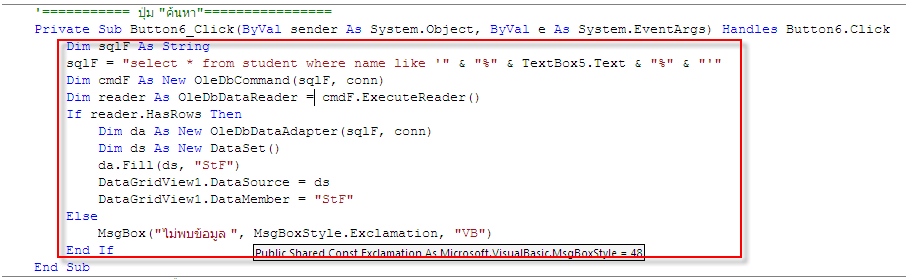 '=========== ปุ่ม "ค้นหา"================
Private Sub Button6_Click(ByVal sender As System.Object, ByVal e As System.EventArgs) Handles Button6.Click
Dim sqlF As String
sqlF = "select * from student where name like '" & "%" & TextBox5.Text & "%" & "'"
Dim cmdF As New OleDbCommand(sqlF, conn)
Dim reader As OleDbDataReader = cmdF.ExecuteReader()
If reader.HasRows Then
Dim da As New OleDbDataAdapter(sqlF, conn)
Dim ds As New DataSet()
da.Fill(ds, "StF")
DataGridView1.DataSource = ds
DataGridView1.DataMember = "StF"
Else
MsgBox("ไม่พบข้อมูล ", MsgBoxStyle.Exclamation, "VB")
End If
Public Shared Const Exclamation As Microsoft.VisualBasic.MsgBoxStyle = 48
End Sub